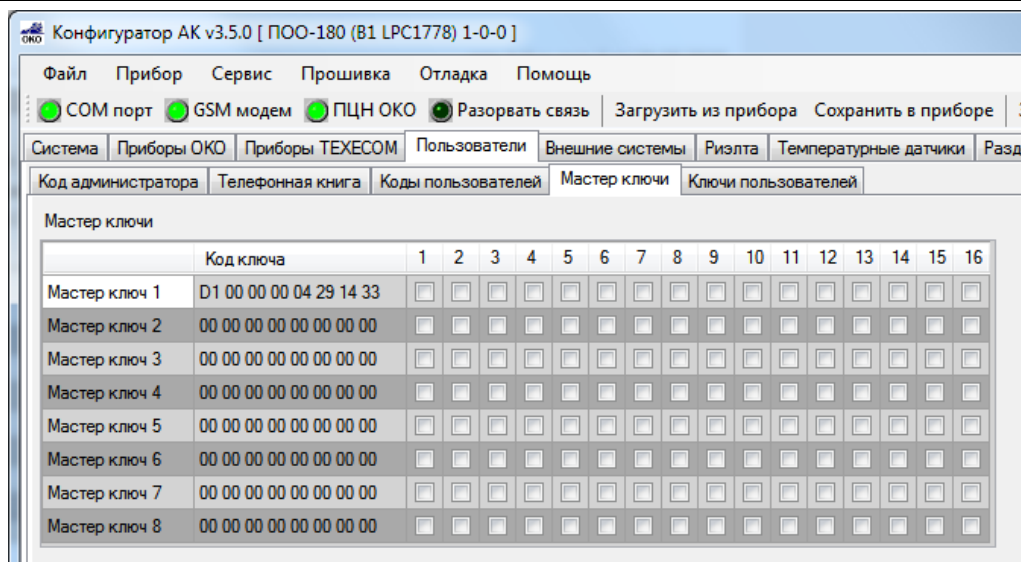 ОКО Конфигуратор АК v3.5.0 [ ПОО-180 (B1 LPC1778) 1-0-0 ]
Файл Прибор Сервис Прошивка Отладка Помощь
COM порт GSM модем ПЦН ОКО Разорвать связь Загрузить из прибора Сохранить в приборе
Система Приборы ОКО Приборы TEXECOM Пользователи Внешние системы Риэлта Температурные датчики Разд
Код администратора Телефонная книга Коды пользователей Мастер ключи Ключи пользователей
Мастер ключи
Код ключа 1 2 3 4 5 6 7 8 9 10 11 12 13 14 15 16
Мастер ключ 1 D1 00 00 00 04 29 14 33
Мастер ключ 2 00 00 00 00 00 00 00 00
Мастер ключ 3 00 00 00 00 00 00 00 00
Мастер ключ 4 00 00 00 00 00 00 00 00
Мастер ключ 5 00 00 00 00 00 00 00 00
Мастер ключ 6 00 00 00 00 00 00 00 00
Мастер ключ 7 00 00 00 00 00 00 00 00
Мастер ключ 8 00 00 00 00 00 00 00 00